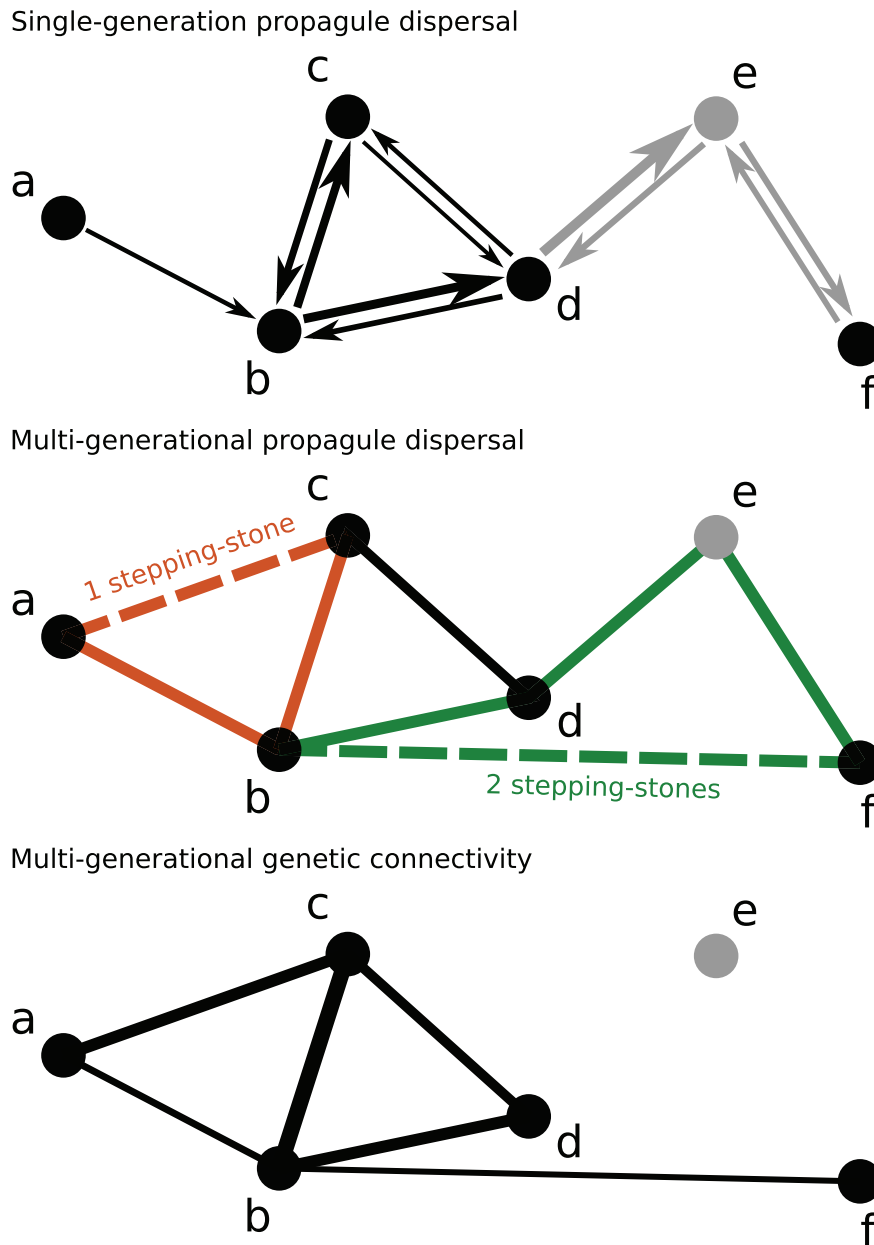 Single-generation propagule dispersal
c
e
a
d
b
f
Multi-generational propagule dispersal
c
e
1 stepping-stone
a
d
b
2 stepping-stones
f
Multi-generational genetic connectivity
c
e
a
d
b
f